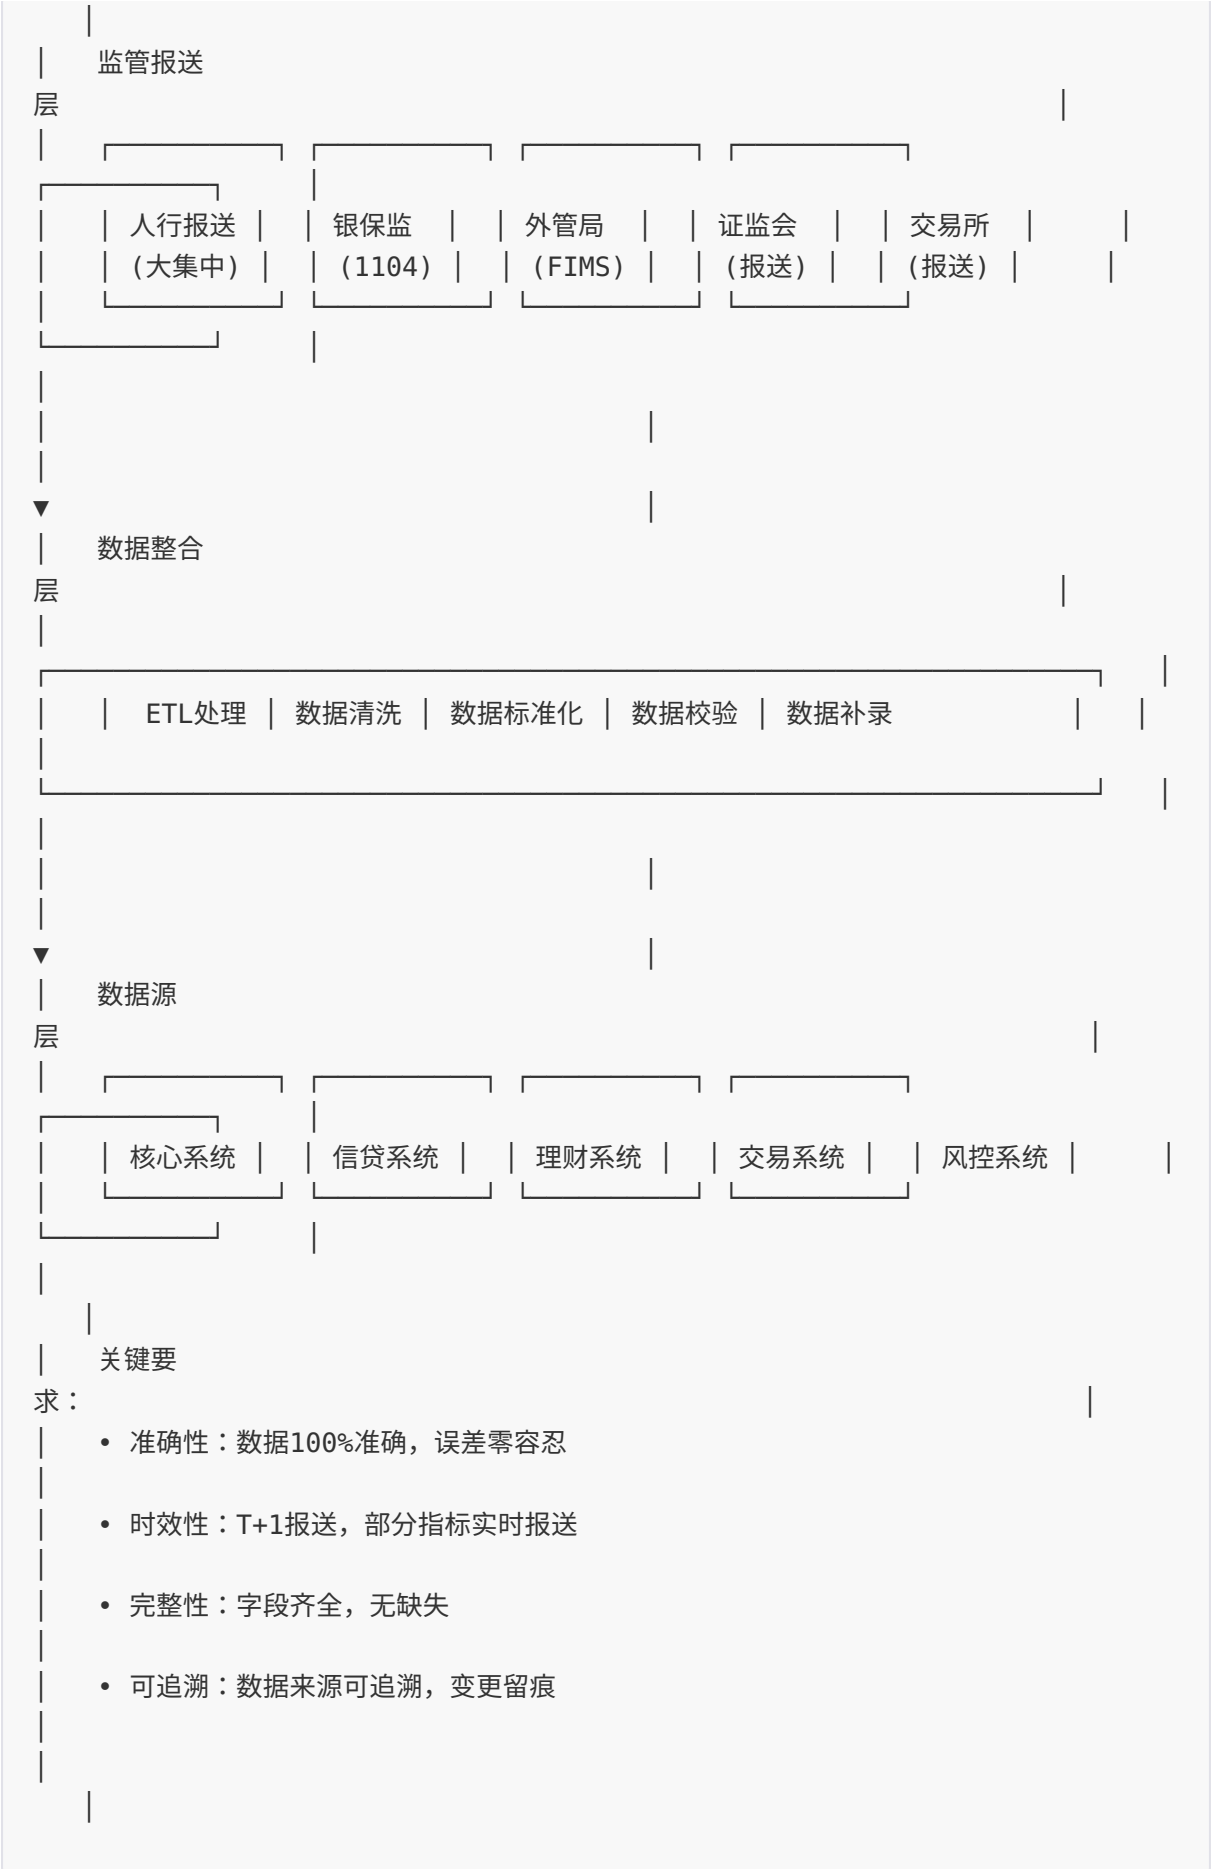 │
│ 监管报送
层 │
│ ┌───────────┐ ┌───────────┐ ┌───────────┐ ┌───────────┐
┌───────────┐ │
│ │ 人行报送 │ │ 银保监 │ │ 外管局 │ │ 证监会 │ │ 交易所 │ │
│ │ (大集中) │ │ (1104) │ │ (FIMS) │ │ (报送) │ │ (报送) │ │
│ └───────────┘ └───────────┘ └───────────┘ └───────────┘
└───────────┘ │
│
│ │
│
▼ │
│ 数据整合
层 │
│
┌──────────────────────────────────────────────────────────────────┐ │
│ │ ETL处理 │ 数据清洗 │ 数据标准化 │ 数据校验 │ 数据补录 │ │
│
└──────────────────────────────────────────────────────────────────┘ │
│
│ │
│
▼ │
│ 数据源
层 │
│ ┌───────────┐ ┌───────────┐ ┌───────────┐ ┌───────────┐
┌───────────┐ │
│ │ 核心系统 │ │ 信贷系统 │ │ 理财系统 │ │ 交易系统 │ │ 风控系统 │ │
│ └───────────┘ └───────────┘ └───────────┘ └───────────┘
└───────────┘ │
│
│
│ 关键要
求： │
│ • 准确性：数据100%准确，误差零容忍
│
│ • 时效性：T+1报送，部分指标实时报送
│
│ • 完整性：字段齐全，无缺失
│
│ • 可追溯：数据来源可追溯，变更留痕
│
│
│